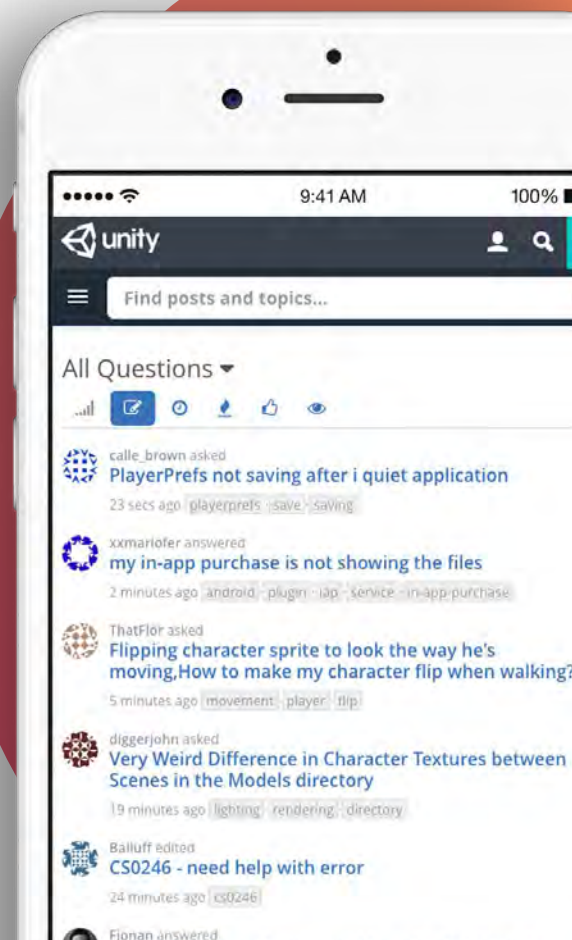 9:41 AM
100%
unity
Find posts and topics...
All Questions
calle_brown asked
PlayerPrefs not saving after i quiet application
23 secs ago playerprefs · save · saving
xxmariofer answered
my in-app purchase is not showing the files
2 minutes ago android · plugin · iap · service · in-app-purchase
ThatFlor asked
Flipping character sprite to look the way he's
moving,How to make my character flip when walking?
5 minutes ago movement · player · flip
diggerjohn asked
Very Weird Difference in Character Textures between
Scenes in the Models directory
19 minutes ago lighting · rendering · directory
Balluff edited
CS0246 - need help with error
24 minutes ago cs0246
Fionan answered